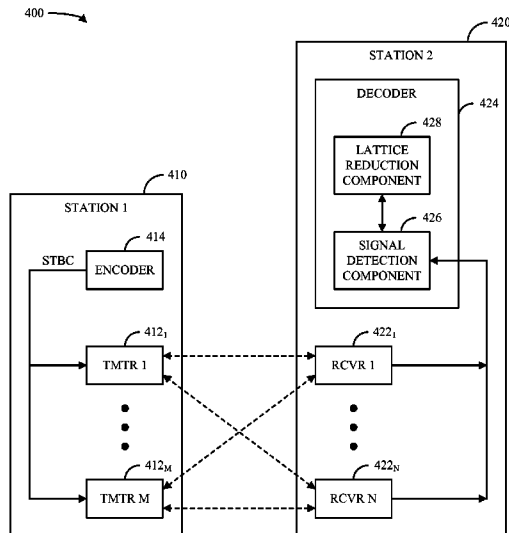 400
420
STATION 2
DECODER
424
428
LATTICE
REDUCTION
COMPONENT
410
STATION 1
426
414
SIGNAL
DETECTION
COMPONENT
STBC
ENCODER
412₁
422₁
TMTR 1
RCVR 1
412M
422N
TMTR M
RCVR N